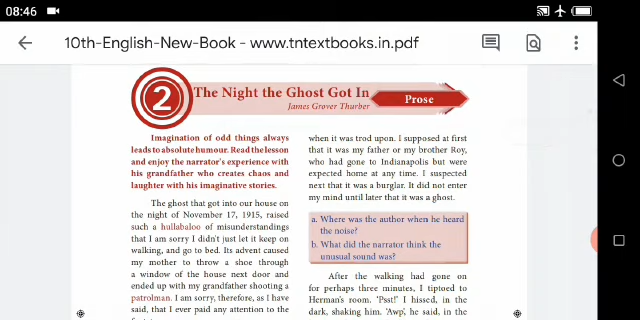 08:46
10th-English-New-Book - www.tntextbooks.in.pdf
2
The Night the Ghost Got In
James Grover Thurber
Prose
Imagination of odd things always
leads to absolute humour. Read the lesson
and enjoy the narrator's experience with
his grandfather who creates chaos and
laughter with his imaginative stories.
The ghost that got into our house on
the night of November 17, 1915, raised
such a hullabaloo of misunderstandings
that I am sorry I didn't just let it keep on
walking, and go to bed. Its advent caused
my mother to throw a shoe through
a window of the house next door and
ended up with my grandfather shooting a
patrolman. I am sorry, therefore, as I have
said, that I ever paid any attention to the
when it was trod upon. I supposed at first
that it was my father or my brother Roy,
who had gone to Indianapolis but were
expected home at any time. I suspected
next that it was a burglar. It did not enter
my mind until later that it was a ghost.
a. Where was the author when he heard
the noise?
b. What did the narrator think the
unusual sound was?
After the walking had gone on
for perhaps three minutes, I tiptoed to
Herman's room. 'Psst!' I hissed, in the
dark, shaking him. 'Awp', he said, in the